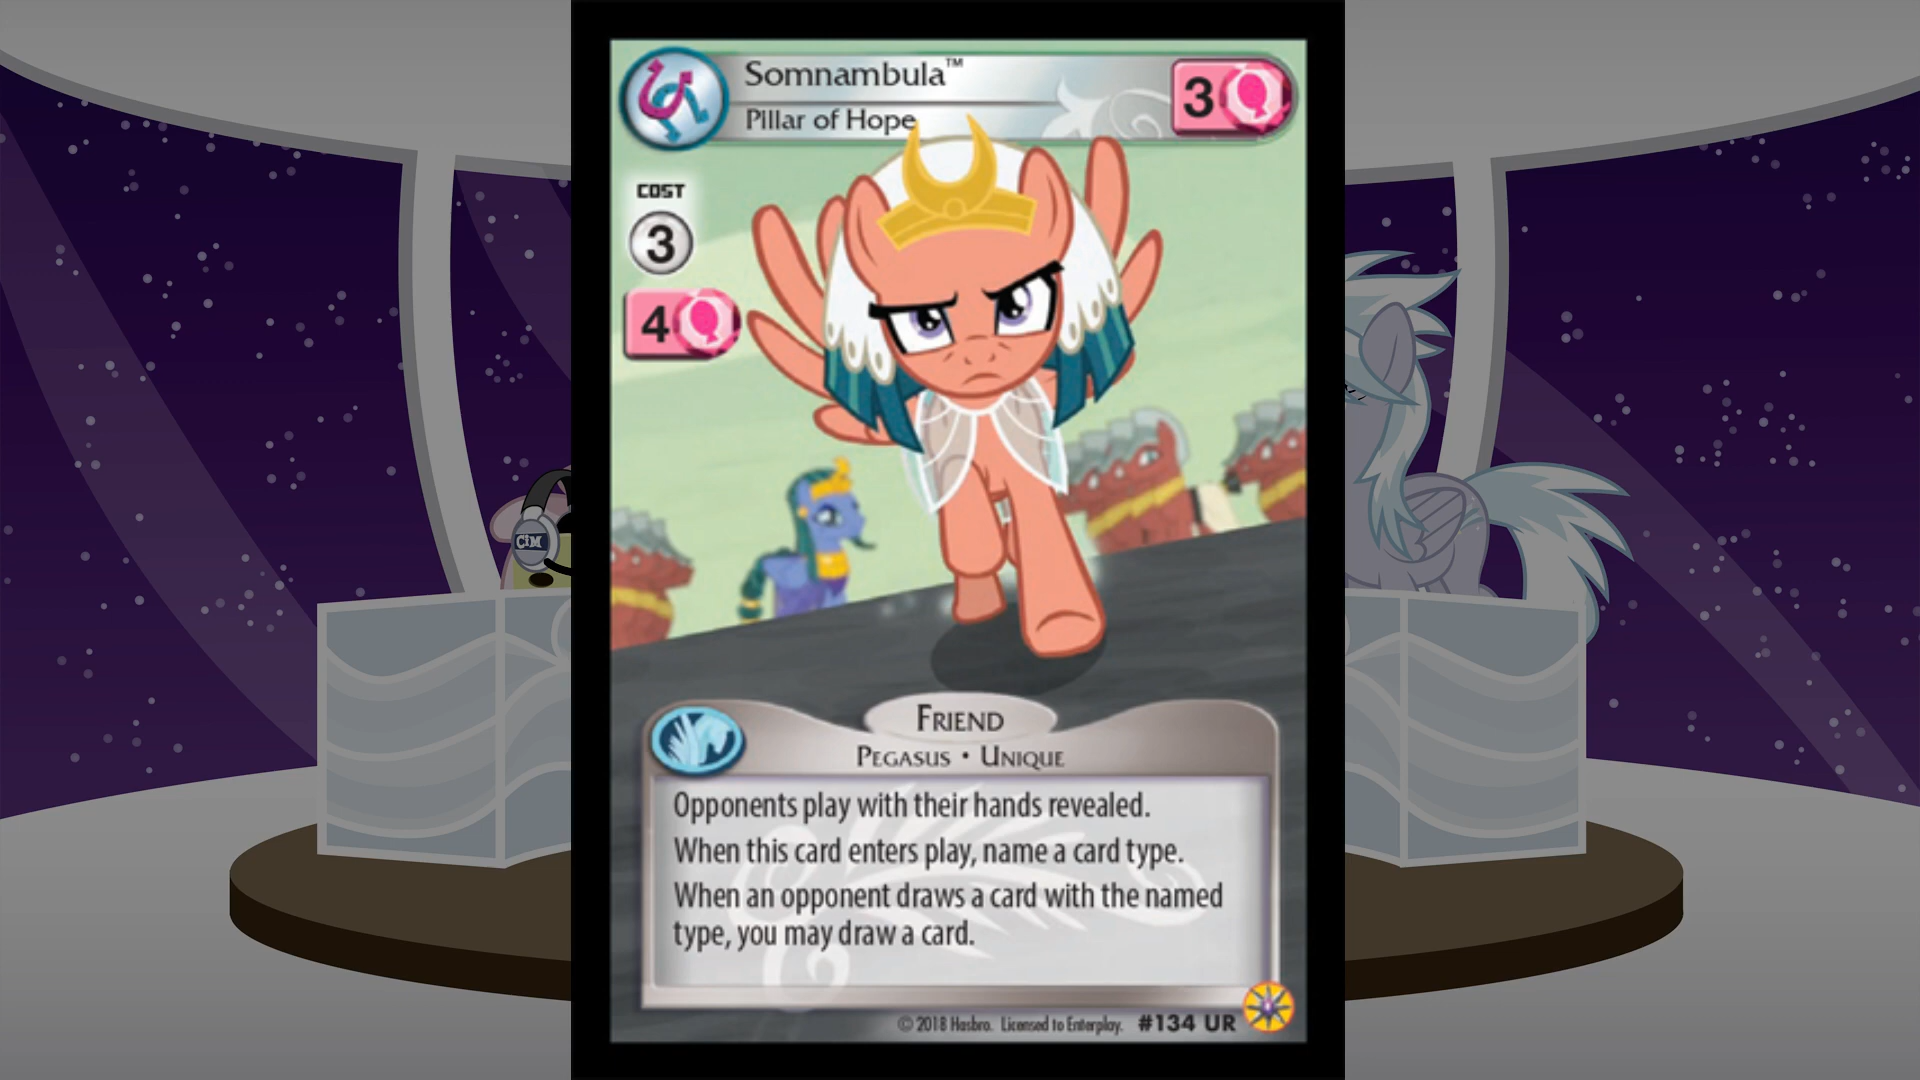 Somnambula™
Pillar of Hope
3
COST
3
4
CiM
FRIEND
PEGASUS • UNIQUE
Opponents play with their hands revealed.
When this card enters play, name a card type.
When an opponent draws a card with the named
type, you may draw a card.
© 2018 Hasbro. Licensed to Enterplay. #134 UR